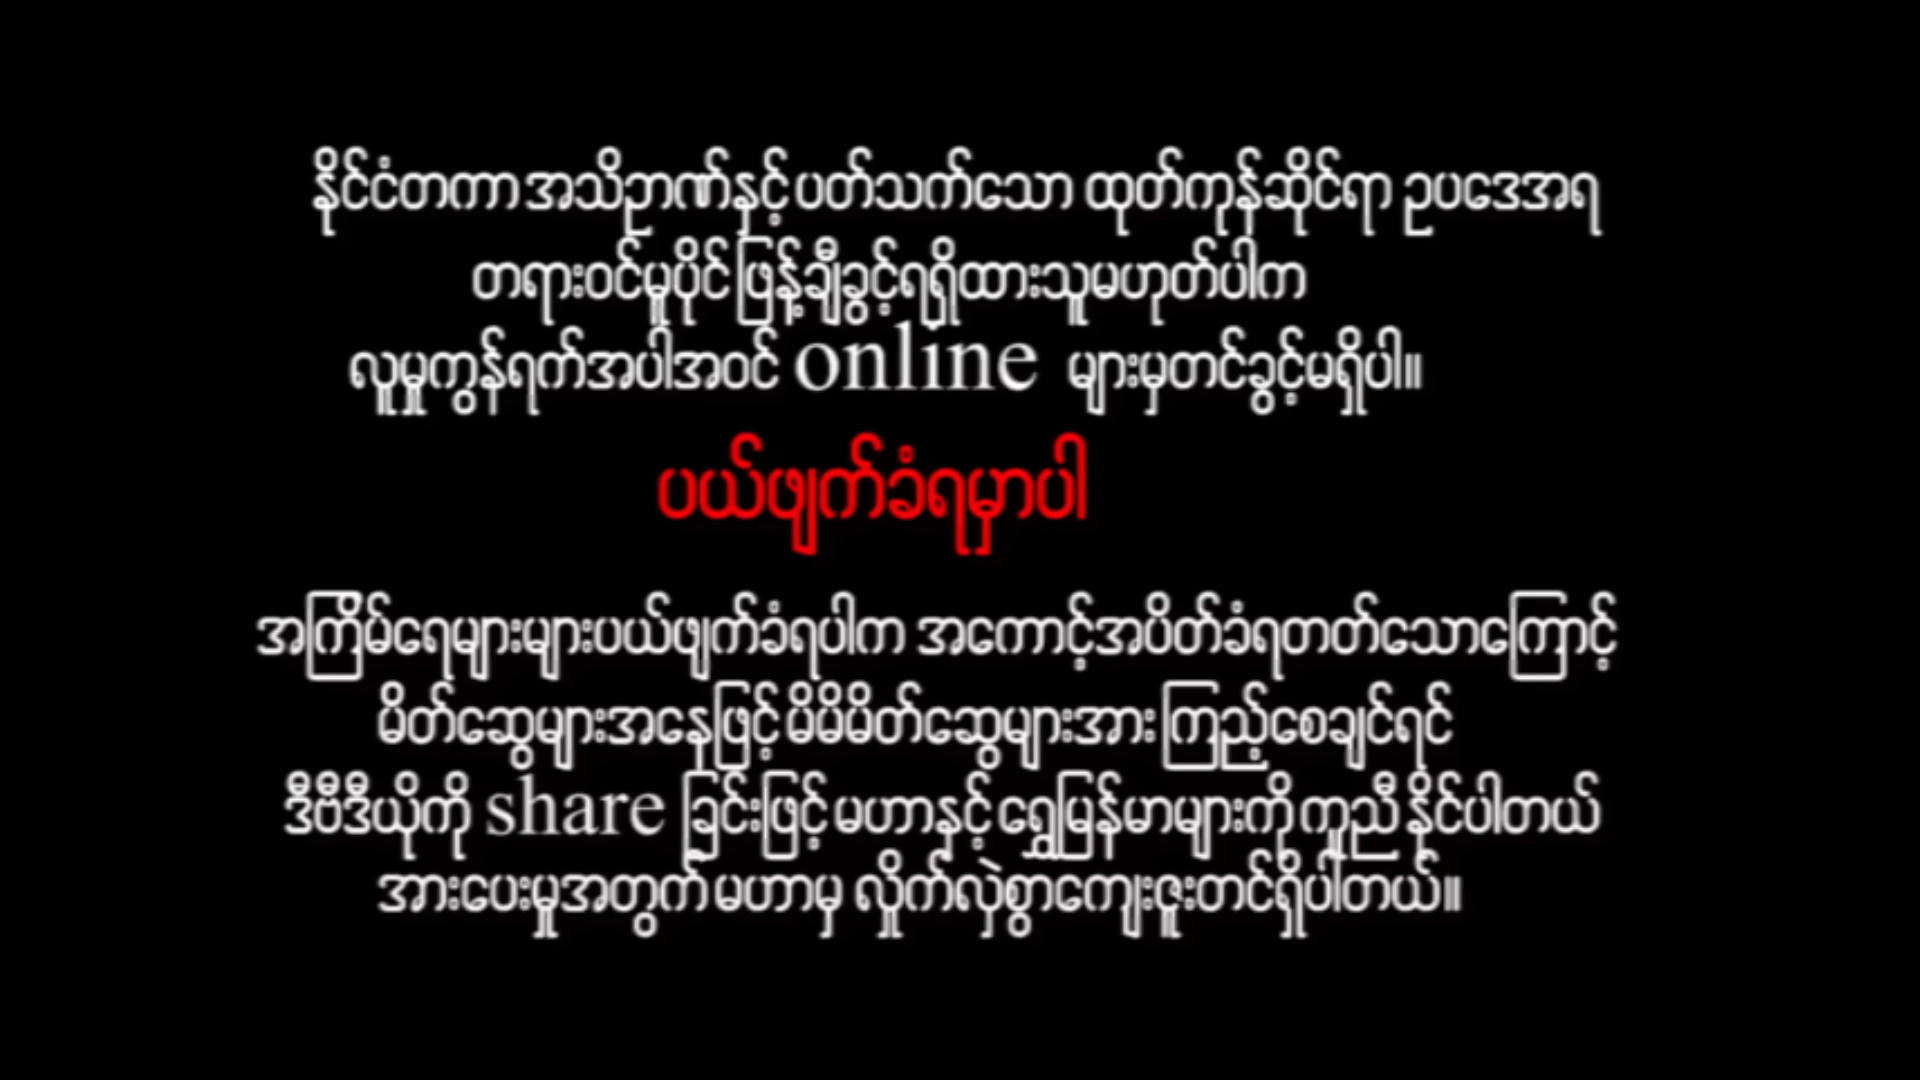 နိုင်ငံတကာ အသိဉာဏ်နှင့် ပတ်သက်သော ထုတ်ကုန်ဆိုင်ရာ ဥပဒေအရ
တရားဝင်မူပိုင် ဖြန့်ချီခွင့်ရရှိထားသူမဟုတ်ပါက
လူမှုကွန်ရက်အပါအဝင် online များမှတင်ခွင့်မရှိပါ။
ပယ်ဖျက်ခံရမှာပါ
အကြိမ်ရေများများပယ်ဖျက်ခံရပါက အကောင့်အပိတ်ခံရတတ်သောကြောင့်
မိတ်ဆွေများအနေဖြင့် မိမိမိတ်ဆွေများအား ကြည့်စေချင်ရင်
ဒီဗီဒီယိုကို share ခြင်းဖြင့် မဟာနှင့် ရွှေမြန်မာများကို ကူညီ နိုင်ပါတယ်
အားပေးမှုအတွက် မဟာမှ လှိုက်လှဲစွာကျေးဇူးတင်ရှိပါတယ်။